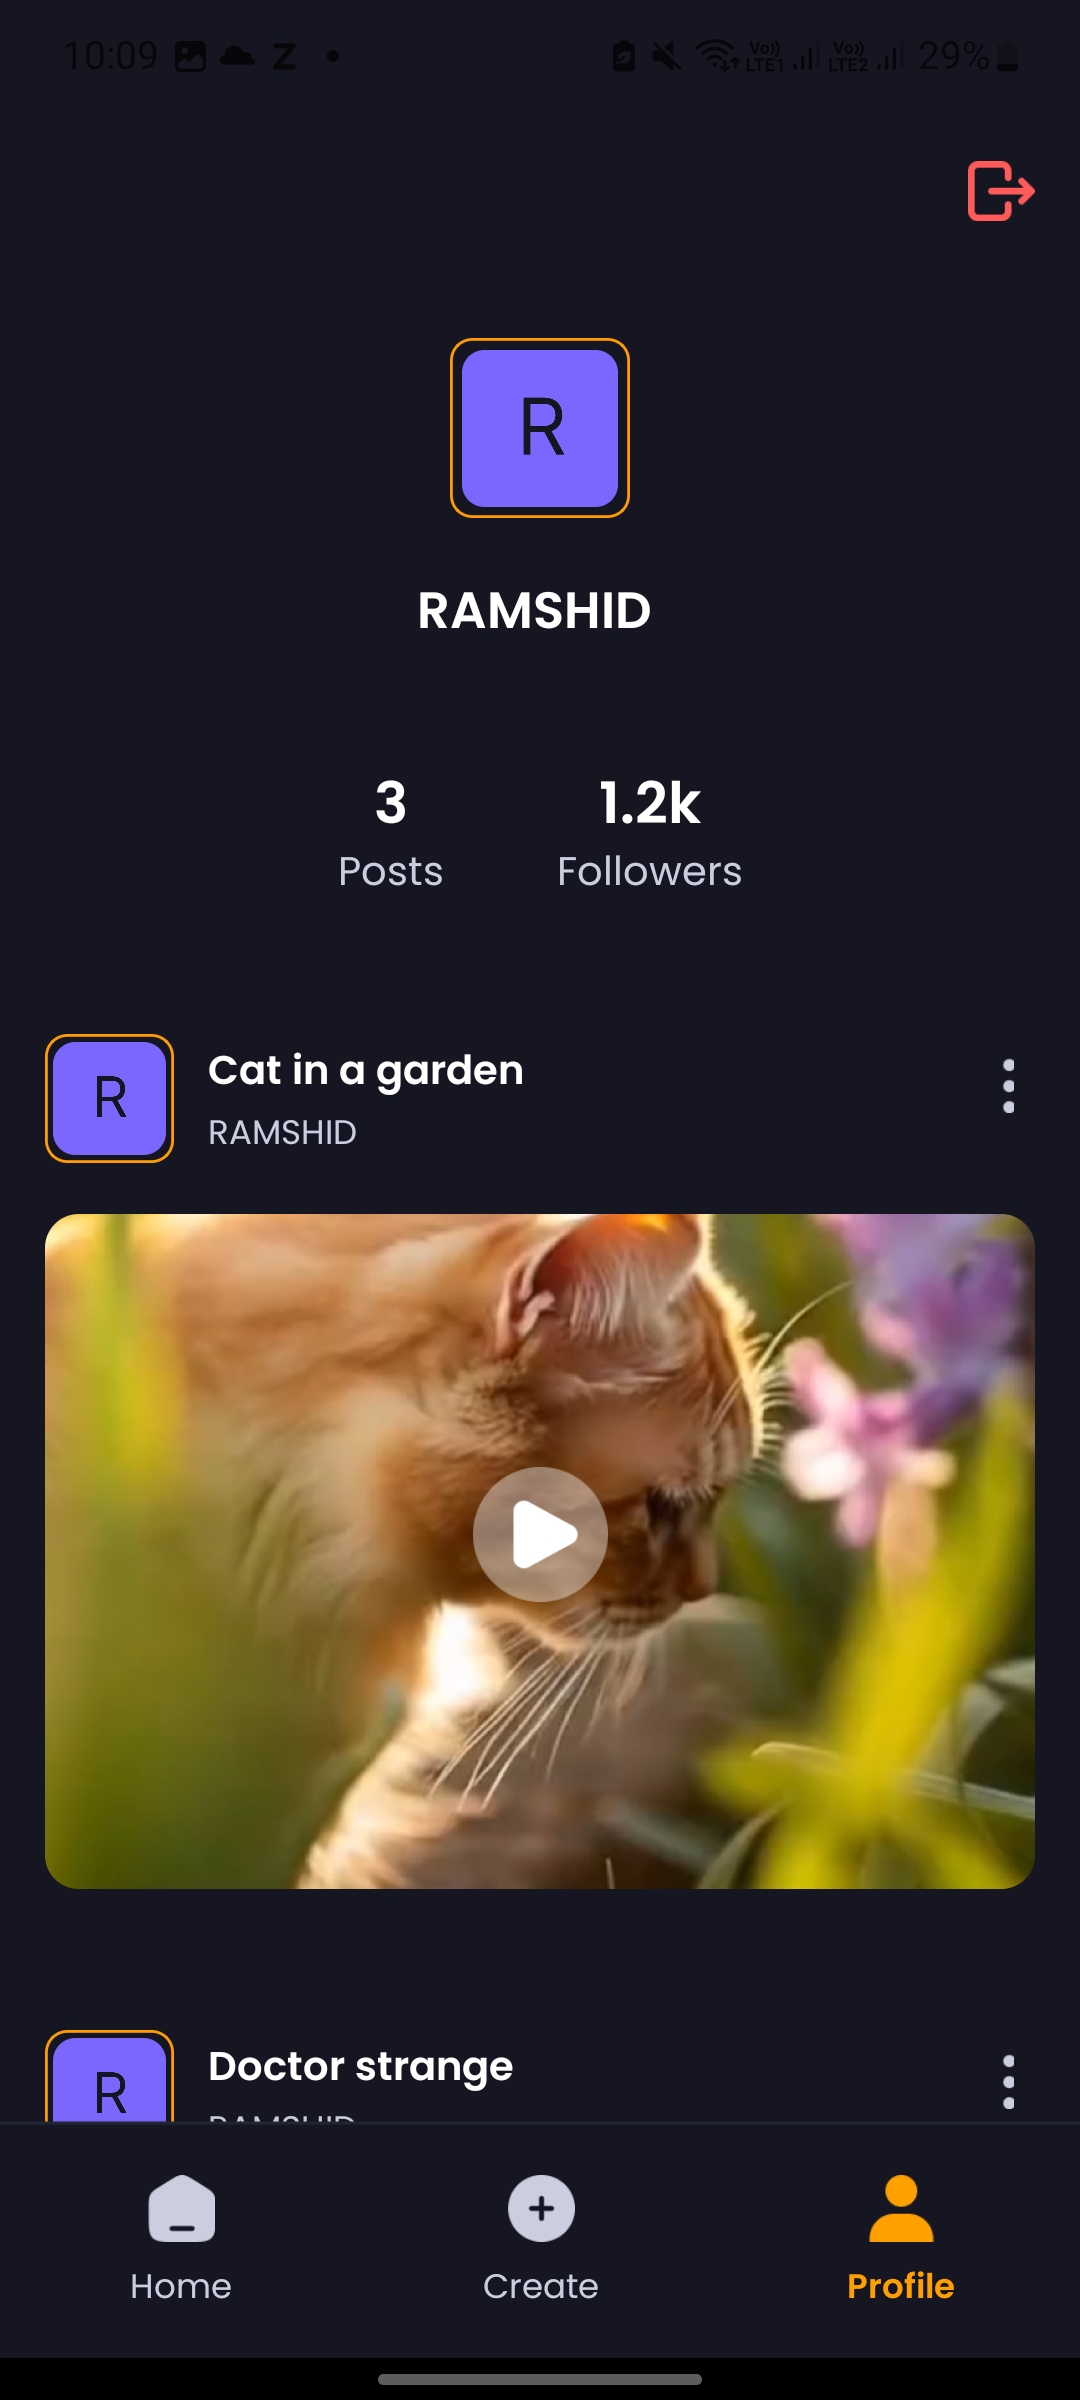 10:09 Z Vo)) LTE1 Vo)) LTE2 29%
R
RAMSHID
3 1.2k
Posts Followers
R Cat in a garden
RAMSHID
R Doctor strange
RAMSHID
Home Create Profile